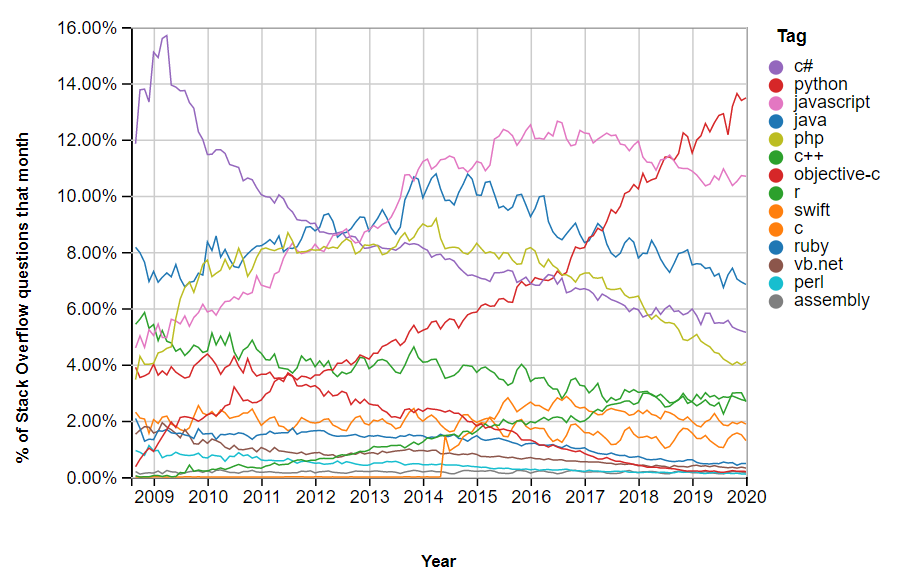 16.00%
14.00%
12.00%
10.00%
8.00%
6.00%
4.00%
2.00%
0.00%
% of Stack Overflow questions that month
2009 2010 2011 2012 2013 2014 2015 2016 2017 2018 2019 2020
Year
Tag
c#
python
javascript
java
php
c++
objective-c
r
swift
c
ruby
vb.net
perl
assembly